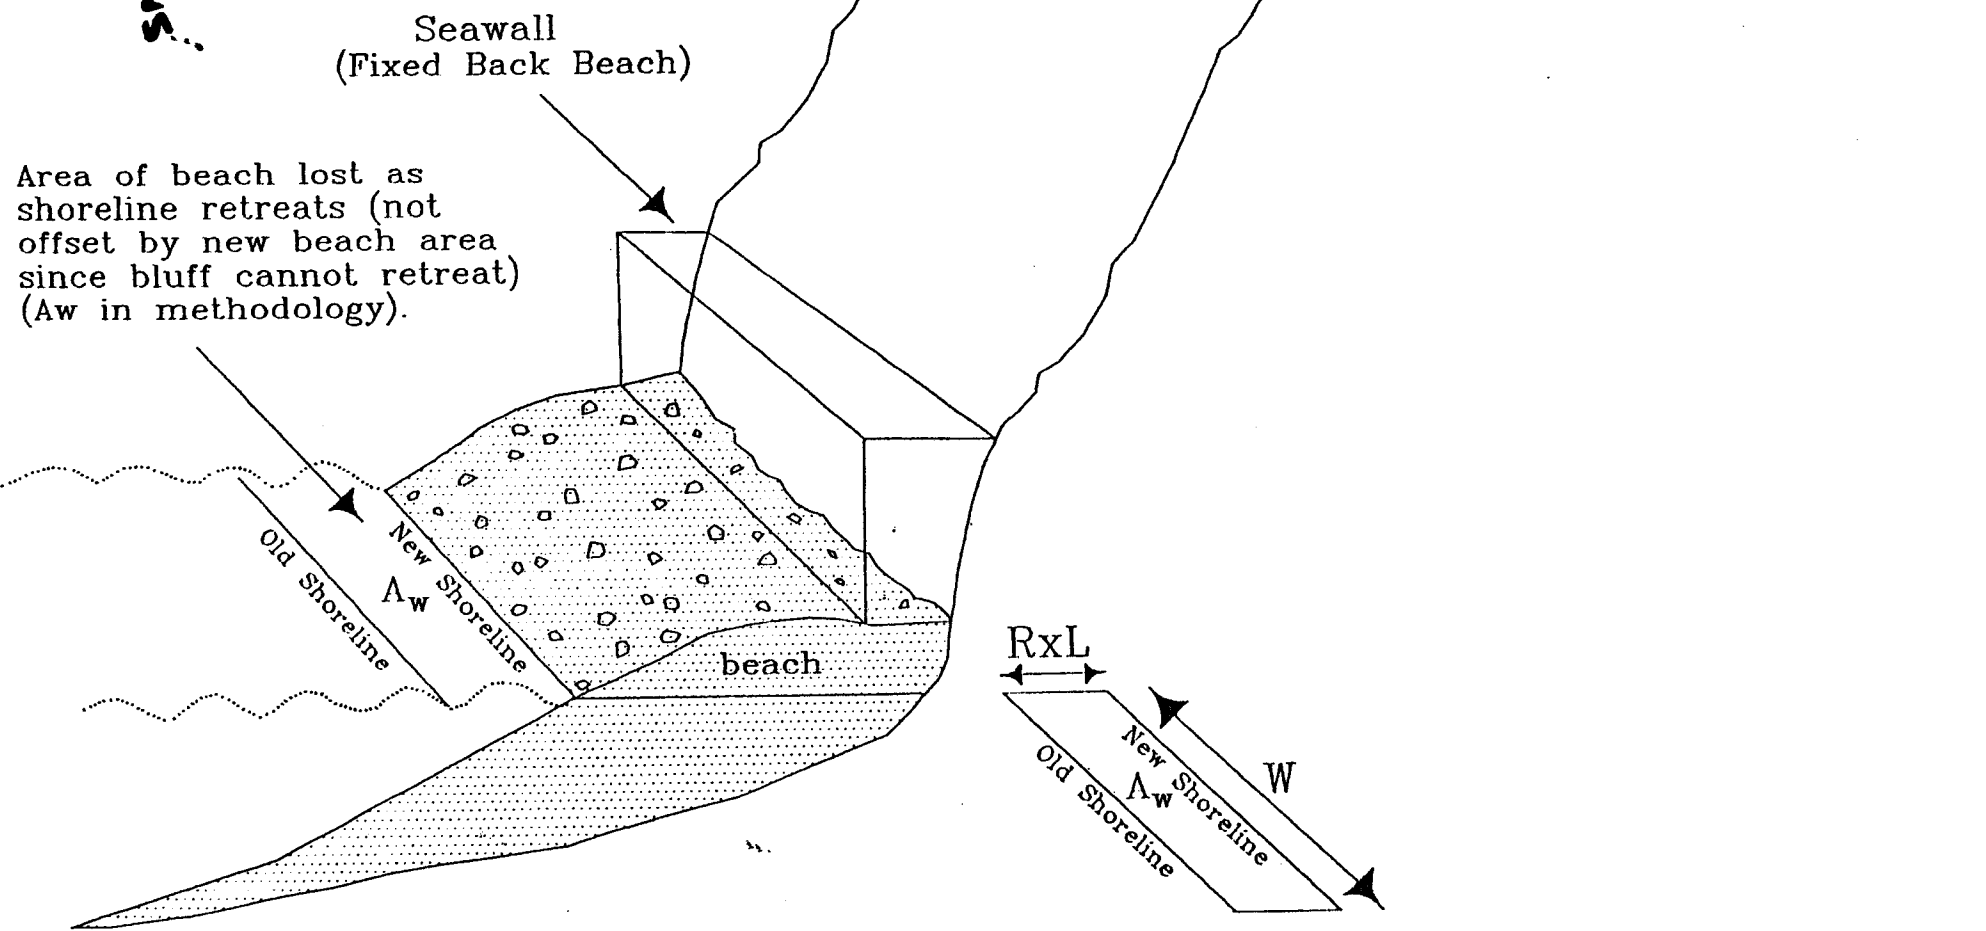 Seawall
(Fixed Back Beach)
Area of beach lost as
shoreline retreats (not
offset by new beach area
since bluff cannot retreat)
(Aw in methodology).
Old Shoreline
Λw
New Shoreline
beach
RxL
W
New Shoreline
Λw
Old Shoreline